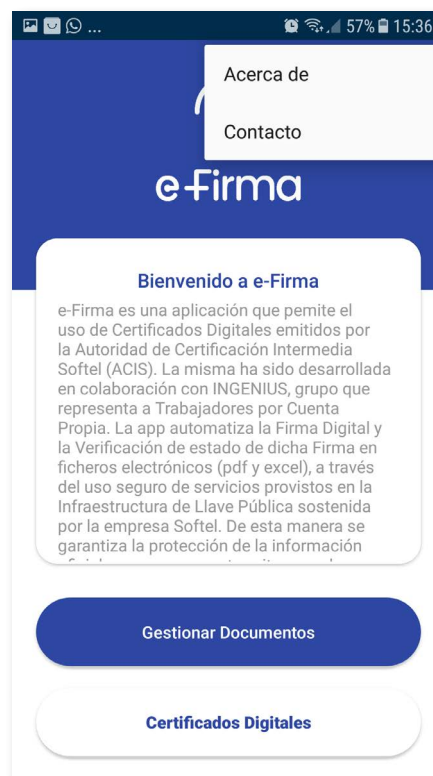 ... 57% 15:36
Acerca de
Contacto
e-Firma
Bienvenido a e-Firma
e-Firma es una aplicación que pemite el
uso de Certificados Digitales emitidos por
la Autoridad de Certificación Intermedia
Softel (ACIS). La misma ha sido desarrollada
en colaboración con INGENIUS, grupo que
representa a Trabajadores por Cuenta
Propia. La app automatiza la Firma Digital y
la Verificación de estado de dicha Firma en
ficheros electrónicos (pdf y excel), a través
del uso seguro de servicios provistos en la
Infraestructura de Llave Pública sostenida
por la empresa Softel. De esta manera se
garantiza la protección de la información
Gestionar Documentos
Certificados Digitales